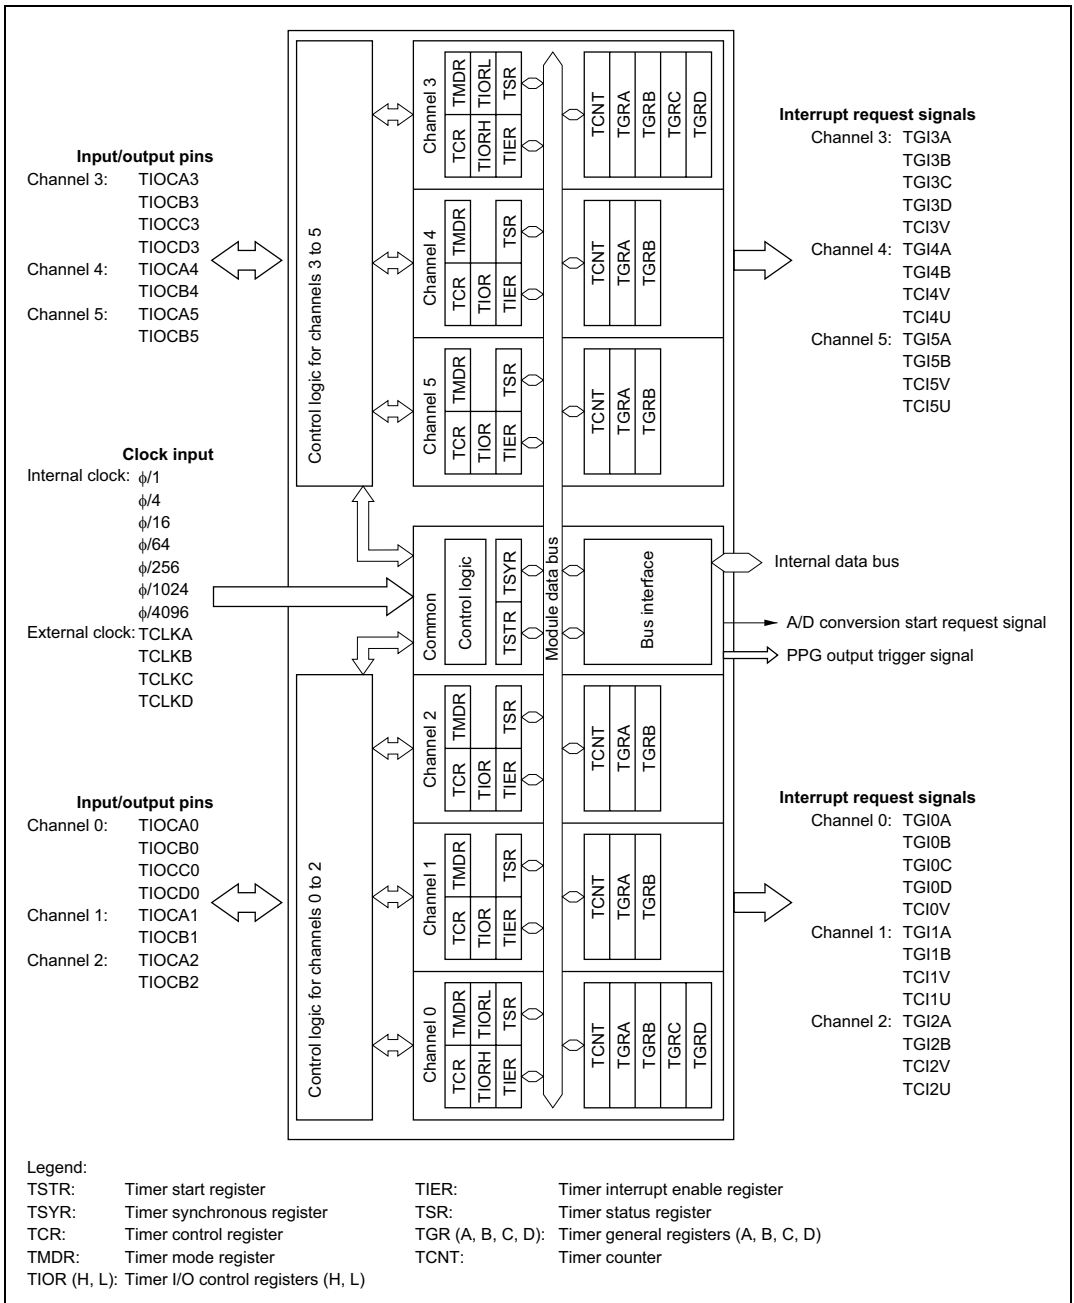 Input/output pins
Channel 3: TIOCA3
TIOCB3
TIOCC3
TIOCD3
Channel 4: TIOCA4
TIOCB4
Channel 5: TIOCA5
TIOCB5
Clock input
Internal clock: ϕ/1
ϕ/4
ϕ/16
ϕ/64
ϕ/256
ϕ/1024
ϕ/4096
External clock: TCLKA
TCLKB
TCLKC
TCLKD
Input/output pins
Channel 0: TIOCA0
TIOCB0
TIOCC0
TIOCD0
Channel 1: TIOCA1
TIOCB1
Channel 2: TIOCA2
TIOCB2
Control logic for channels 3 to 5
Control logic for channels 0 to 2
Channel 3
TMDR
TIORL
TSR
TCR
TIORH
TIER
TCNT
TGRA
TGRB
TGRC
TGRD
Channel 4
TMDR
TSR
TCR
TIOR
TIER
TCNT
TGRA
TGRB
Channel 5
TMDR
TSR
TCR
TIOR
TIER
TCNT
TGRA
TGRB
Common
Control logic
TSYR
TSTR
Module data bus
Bus interface
Channel 2
TMDR
TSR
TCR
TIOR
TIER
TCNT
TGRA
TGRB
Channel 1
TMDR
TSR
TCR
TIOR
TIER
TCNT
TGRA
TGRB
Channel 0
TMDR
TIORL
TSR
TCR
TIORH
TIER
TCNT
TGRA
TGRB
TGRC
TGRD
Interrupt request signals
Channel 3: TGI3A
TGI3B
TGI3C
TGI3D
TCI3V
Channel 4: TGI4A
TGI4B
TCI4V
TCI4U
Channel 5: TGI5A
TGI5B
TCI5V
TCI5U
Internal data bus
A/D conversion start request signal
PPG output trigger signal
Interrupt request signals
Channel 0: TGI0A
TGI0B
TGI0C
TGI0D
TCI0V
Channel 1: TGI1A
TGI1B
TCI1V
TCI1U
Channel 2: TGI2A
TGI2B
TCI2V
TCI2U
Legend:
TSTR: Timer start register
TSYR: Timer synchronous register
TCR: Timer control register
TMDR: Timer mode register
TIOR (H, L): Timer I/O control registers (H, L)
TIER: Timer interrupt enable register
TSR: Timer status register
TGR (A, B, C, D): Timer general registers (A, B, C, D)
TCNT: Timer counter